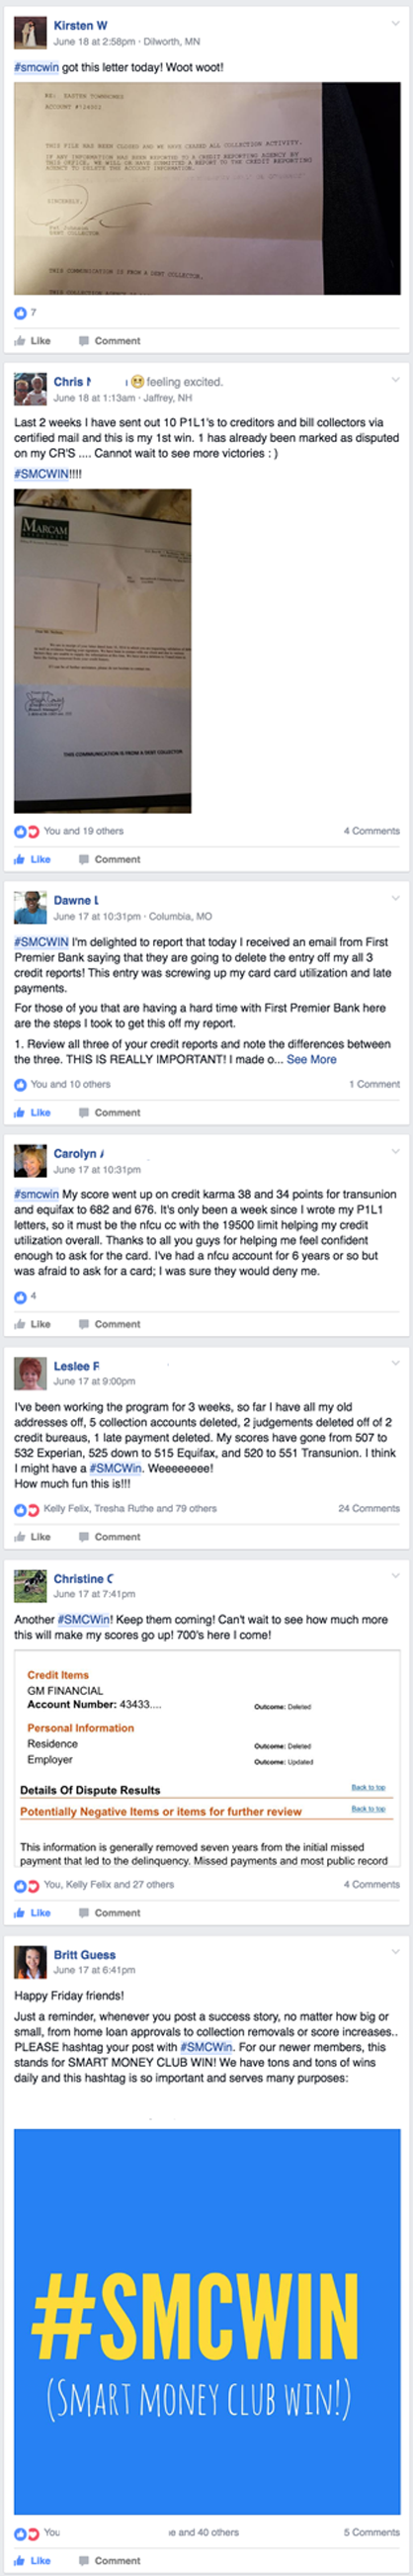 Kirsten W
June 18 at 2:58pm · Dilworth, MN
#smcwin got this letter today! Woot woot!
RE: EASTEN TOWNHOMES
ACCOUNT #124302
THIS FILE HAS BEEN CLOSED AND WE HAVE CEASED ALL COLLECTION ACTIVITY.
IF ANY INFORMATION HAS BEEN REPORTED TO A CREDIT REPORTING AGENCY BY
THIS OFFICE, WE WILL OR HAVE SUBMITTED A REPORT TO THE CREDIT REPORTING
AGENCY TO DELETE THE ACCOUNT INFORMATION.
SINCERELY,
DEBT COLLECTOR
THIS COMMUNICATION IS FROM A DEBT COLLECTOR.
7
Like Comment
Chris feeling excited.
June 18 at 1:13am · Jaffrey, NH
Last 2 weeks I have sent out 10 P1L1's to creditors and bill collectors via
certified mail and this is my 1st win. 1 has already been marked as disputed
on my CR'S .... Cannot wait to see more victories : )
#SMCWIN!!!!
MARCAM
THIS COMMUNICATION IS FROM A DEBT COLLECTOR
You and 19 others 4 Comments
Like Comment
Dawne L
June 17 at 10:31pm · Columbia, MO
#SMCWIN I'm delighted to report that today I received an email from First
Premier Bank saying that they are going to delete the entry off my all 3
credit reports! This entry was screwing up my card card utilization and late
payments.
For those of you that are having a hard time with First Premier Bank here
are the steps I took to get this off my report.
1. Review all three of your credit reports and note the differences between
the three. THIS IS REALLY IMPORTANT! I made o... See More
You and 10 others 1 Comment
Like Comment
Carolyn
June 17 at 10:31pm
#smcwin My score went up on credit karma 38 and 34 points for transunion
and equifax to 682 and 676. It's only been a week since I wrote my P1L1
letters, so it must be the nfcu cc with the 19500 limit helping my credit
utilization overall. Thanks to all you guys for helping me feel confident
enough to ask for the card. I've had a nfcu account for 6 years or so but
was afraid to ask for a card; I was sure they would deny me.
4
Like Comment
Leslee F
June 17 at 9:00pm
I've been working the program for 3 weeks, so far I have all my old
addresses off, 5 collection accounts deleted, 2 judgements deleted off of 2
credit bureaus, 1 late payment deleted. My scores have gone from 507 to
532 Experian, 525 down to 515 Equifax, and 520 to 551 Transunion. I think
I might have a #SMCWin. Weeeeeeee!
How much fun this is!!!
Kelly Felix, Tresha Ruthe and 79 others 24 Comments
Like Comment
Christine C
June 17 at 7:41pm
Another #SMCWin! Keep them coming! Can't wait to see how much more
this will make my scores go up! 700's here I come!
Credit Items
GM FINANCIAL
Account Number: 43433.... Outcome: Deleted
Personal Information
Residence Outcome: Deleted
Employer Outcome: Updated
Details Of Dispute Results Back to top
Potentially Negative Items or items for further review Back to top
This information is generally removed seven years from the initial missed
payment that led to the delinquency. Missed payments and most public record
You, Kelly Felix and 27 others 4 Comments
Like Comment
Britt Guess
June 17 at 6:41pm
Happy Friday friends!
Just a reminder, whenever you post a success story, no matter how big or
small, from home loan approvals to collection removals or score increases..
PLEASE hashtag your post with #SMCWin. For our newer members, this
stands for SMART MONEY CLUB WIN! We have tons and tons of wins
daily and this hashtag is so important and serves many purposes:
#SMCWIN
(SMART MONEY CLUB WIN!)
You e and 40 others 5 Comments
Like Comment